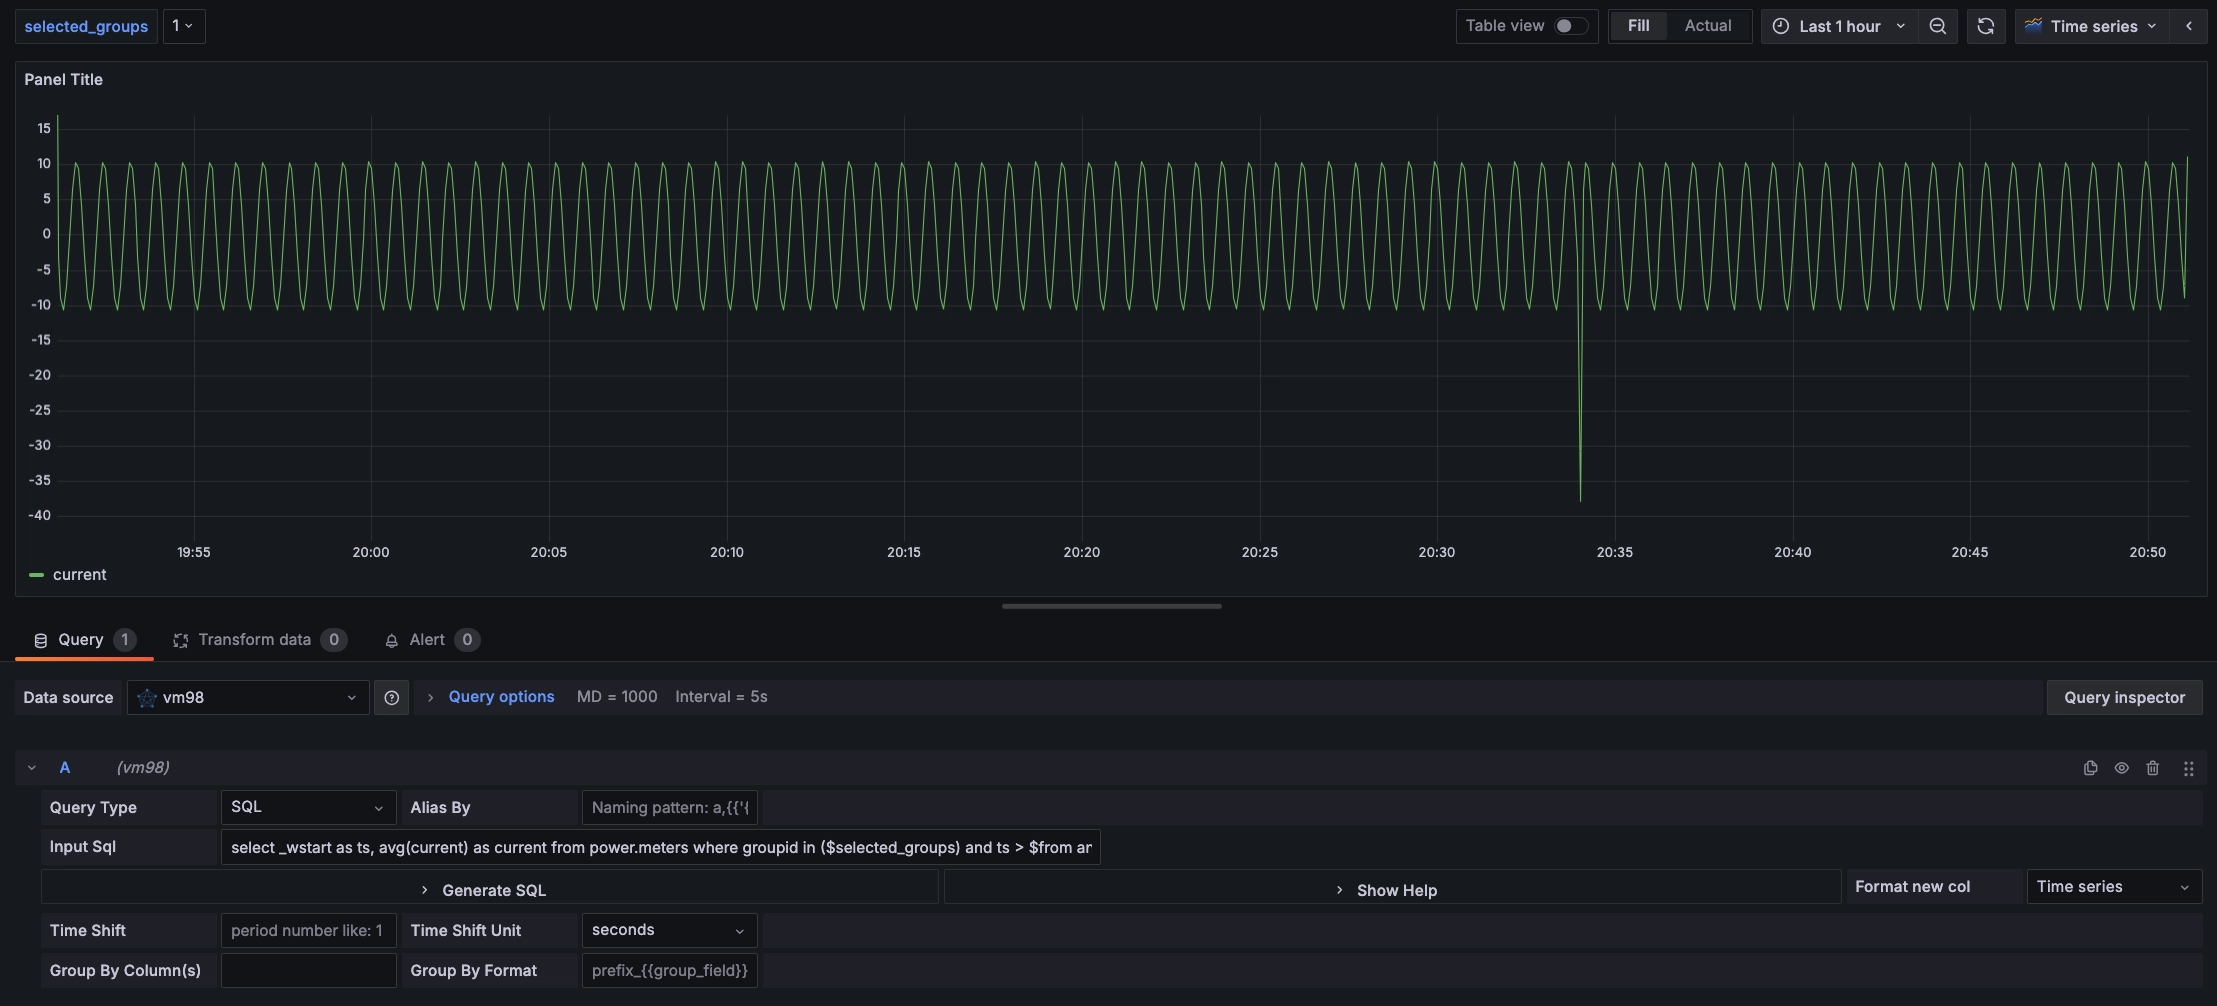 selected_groups 1 Table view Fill Actual Last 1 hour Time series
Panel Title
15
10
5
0
-5
-10
-15
-20
-25
-30
-35
-40
19:55 20:00 20:05 20:10 20:15 20:20 20:25 20:30 20:35 20:40 20:45 20:50
current
Query 1 Transform data 0 Alert 0
Data source vm98 Query options MD = 1000 Interval = 5s Query inspector
A (vm98)
Query Type SQL Alias By Naming pattern: a,{{'{
Input Sql select _wstart as ts, avg(current) as current from power.meters where groupid in ($selected_groups) and ts > $from ar
Generate SQL Show Help Format new col Time series
Time Shift period number like: 1 Time Shift Unit seconds
Group By Column(s) Group By Format prefix_{{group_field}}